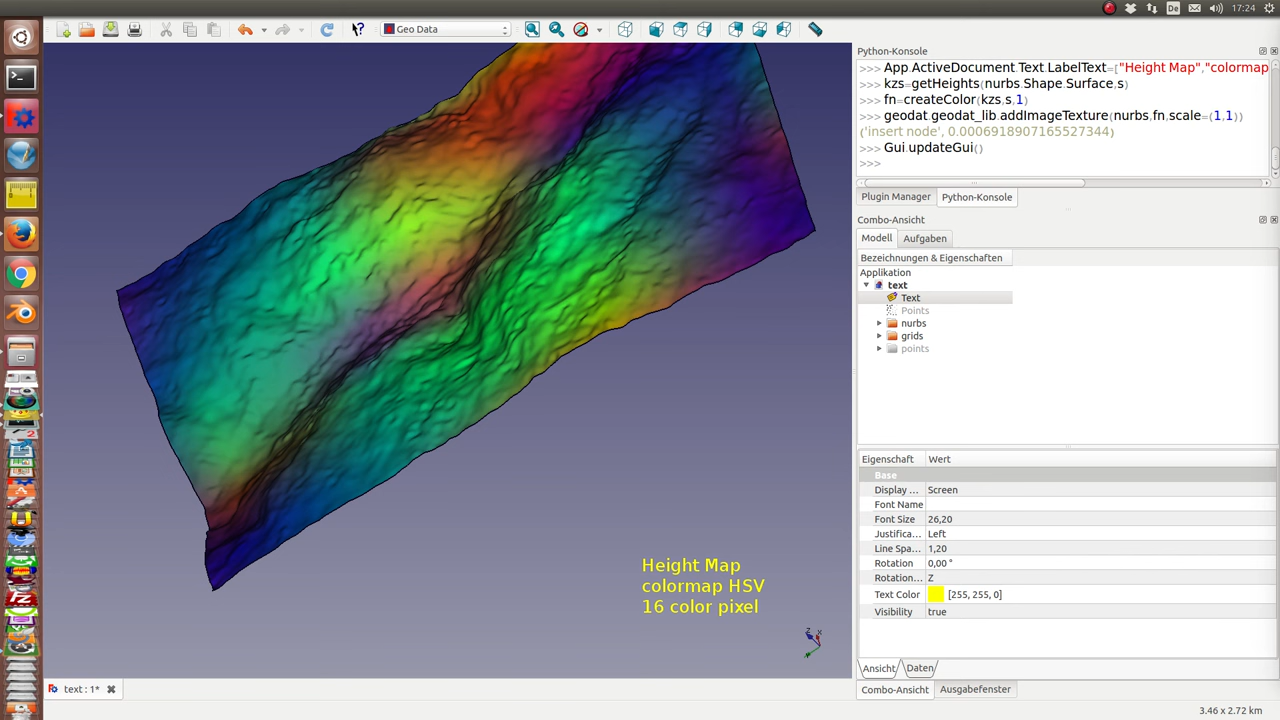 De
17:24
Geo Data
Python-Konsole
>>> App.ActiveDocument.Text.LabelText=["Height Map","colormap
>>> kzs=getHeights(nurbs.Shape.Surface,s)
>>> fn=createColor(kzs,s,1)
>>> geodat.geodat_lib.addImageTexture(nurbs,fn,scale=(1,1))
('insert node', 0.0006918907165527344)
>>> Gui.updateGui()
>>>
Plugin Manager
Python-Konsole
Combo-Ansicht
Modell
Aufgaben
Bezeichnungen & Eigenschaften
Applikation
text
Text
Points
nurbs
grids
points
Eigenschaft Wert
Base
Display ... Screen
Font Name
Font Size 26,20
Justifica... Left
Line Spa... 1,20
Rotation 0,00 °
Rotation... Z
Text Color [255, 255, 0]
Visibility true
Height Map
colormap HSV
16 color pixel
Ansicht
Daten
text : 1*
Combo-Ansicht
Ausgabefenster
3.46 x 2.72 km